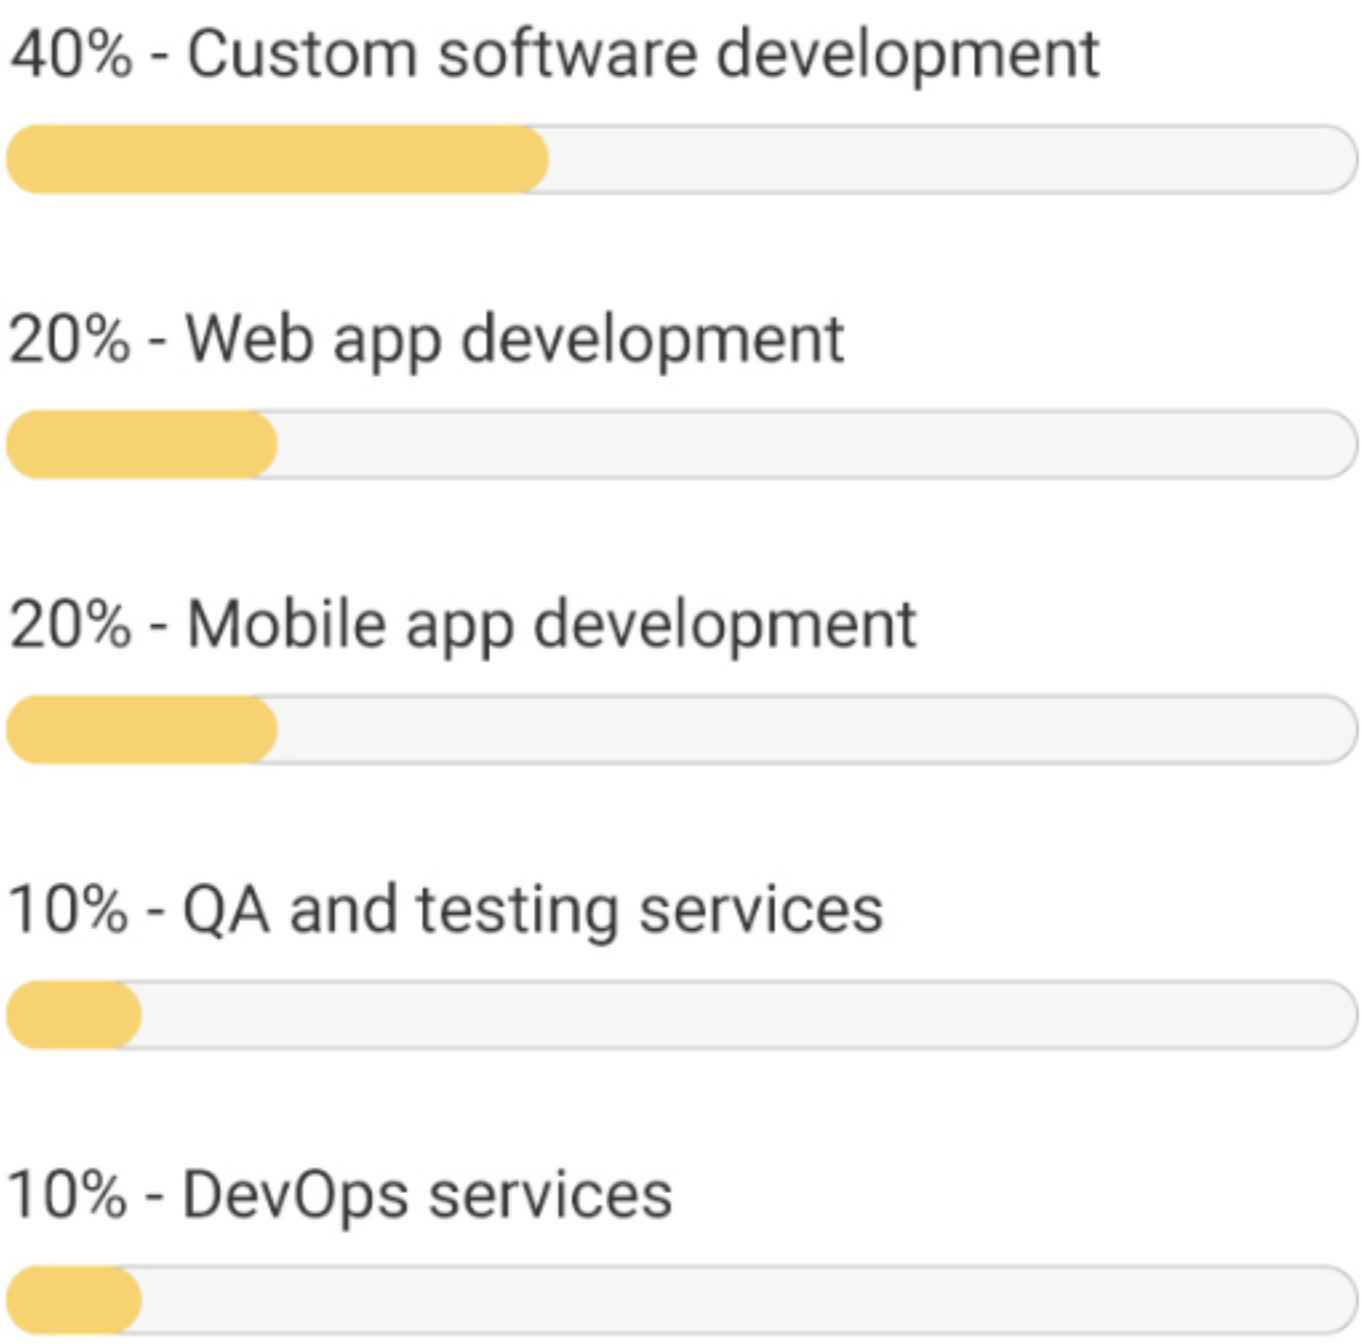 40% - Custom software development
20% - Web app development
20% - Mobile app development
10% - QA and testing services
10% - DevOps services